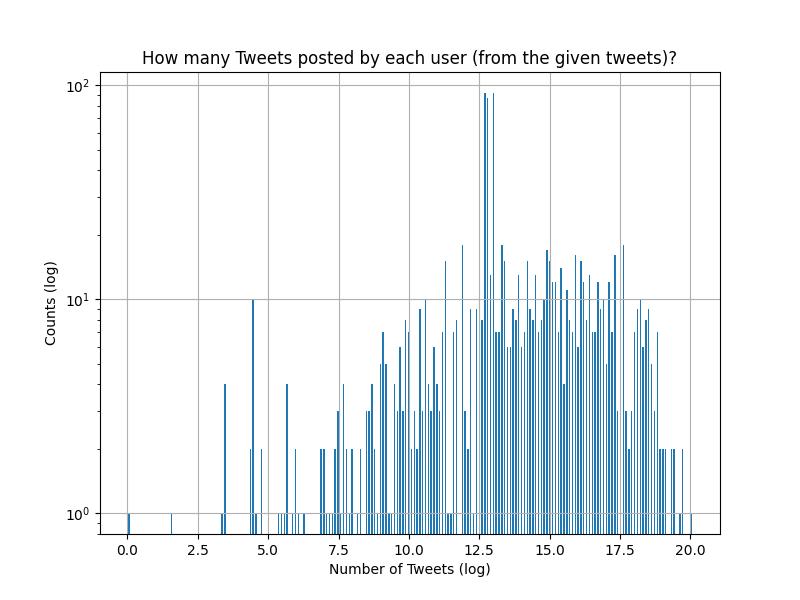 How many Tweets posted by each user (from the given tweets)?
10²
10¹
10⁰
Counts (log)
0.0 2.5 5.0 7.5 10.0 12.5 15.0 17.5 20.0
Number of Tweets (log)